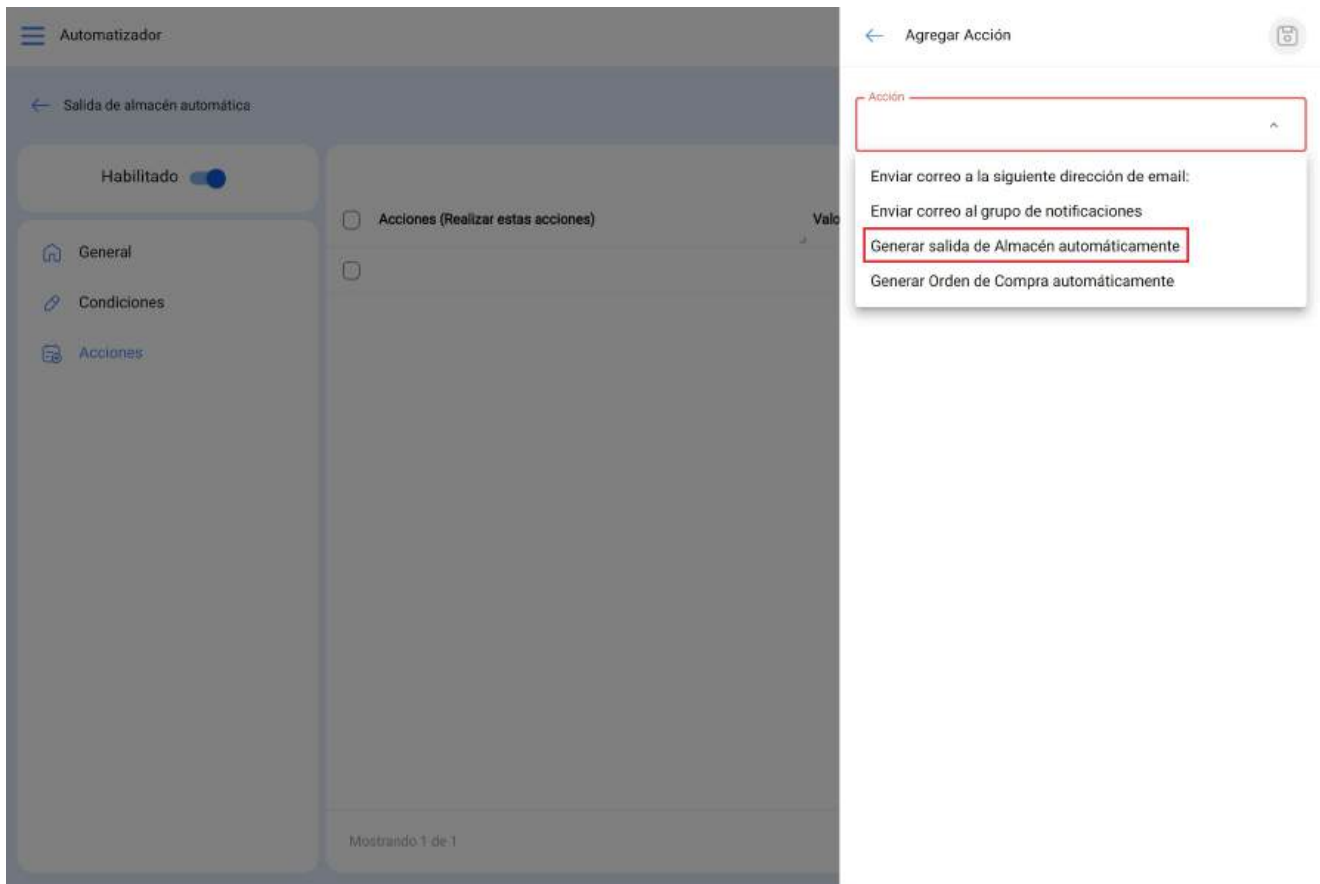 Automatizador
Salida de almacén automática
Habilitado
General
Condiciones
Acciones
Acciones (Realizar estas acciones)
Valo
Mostrando 1 de 1
Agregar Acción
Acción
Enviar correo a la siguiente dirección de email:
Enviar correo al grupo de notificaciones
Generar salida de Almacén automáticamente
Generar Orden de Compra automáticamente